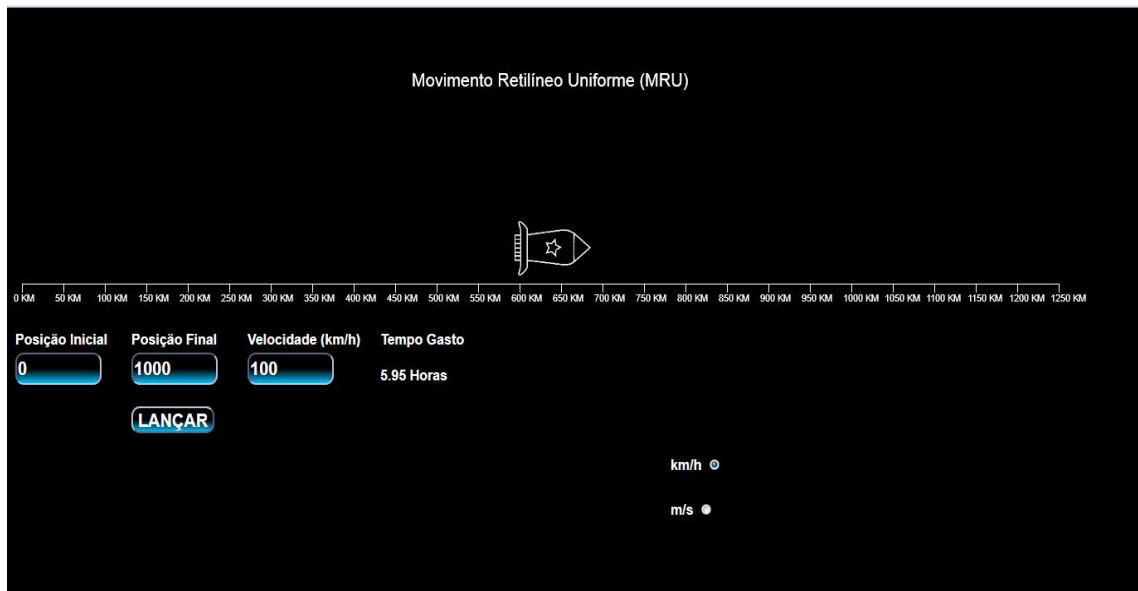 Movimento Retilíneo Uniforme (MRU)
0 KM 50 KM 100 KM 150 KM 200 KM 250 KM 300 KM 350 KM 400 KM 450 KM 500 KM 550 KM 600 KM 650 KM 700 KM 750 KM 800 KM 850 KM 900 KM 950 KM 1000 KM 1050 KM 1100 KM 1150 KM 1200 KM 1250 KM
Posição Inicial Posição Final Velocidade (km/h) Tempo Gasto
0 1000 100 5.95 Horas
LANÇAR
km/h
m/s